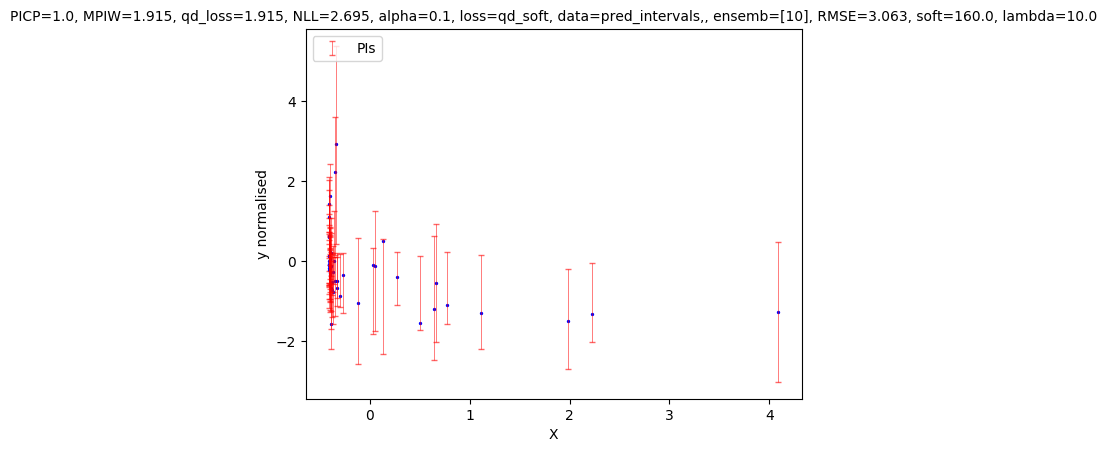 PICP=1.0, MPIW=1.915, qd_loss=1.915, NLL=2.695, alpha=0.1, loss=qd_soft, data=pred_intervals,, ensemb=[10], RMSE=3.063, soft=160.0, lambda=10.0
PIs
4
2
0
−2
y normalised
0 1 2 3 4
X